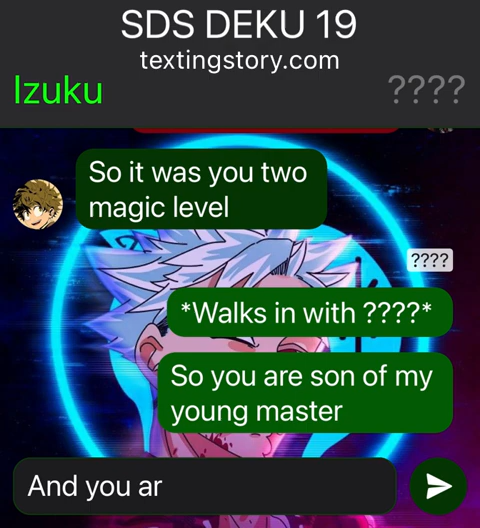 SDS DEKU 19
textingstory.com
Izuku
????
So it was you two
magic level
????
*Walks in with ????*
So you are son of my
young master
And you ar